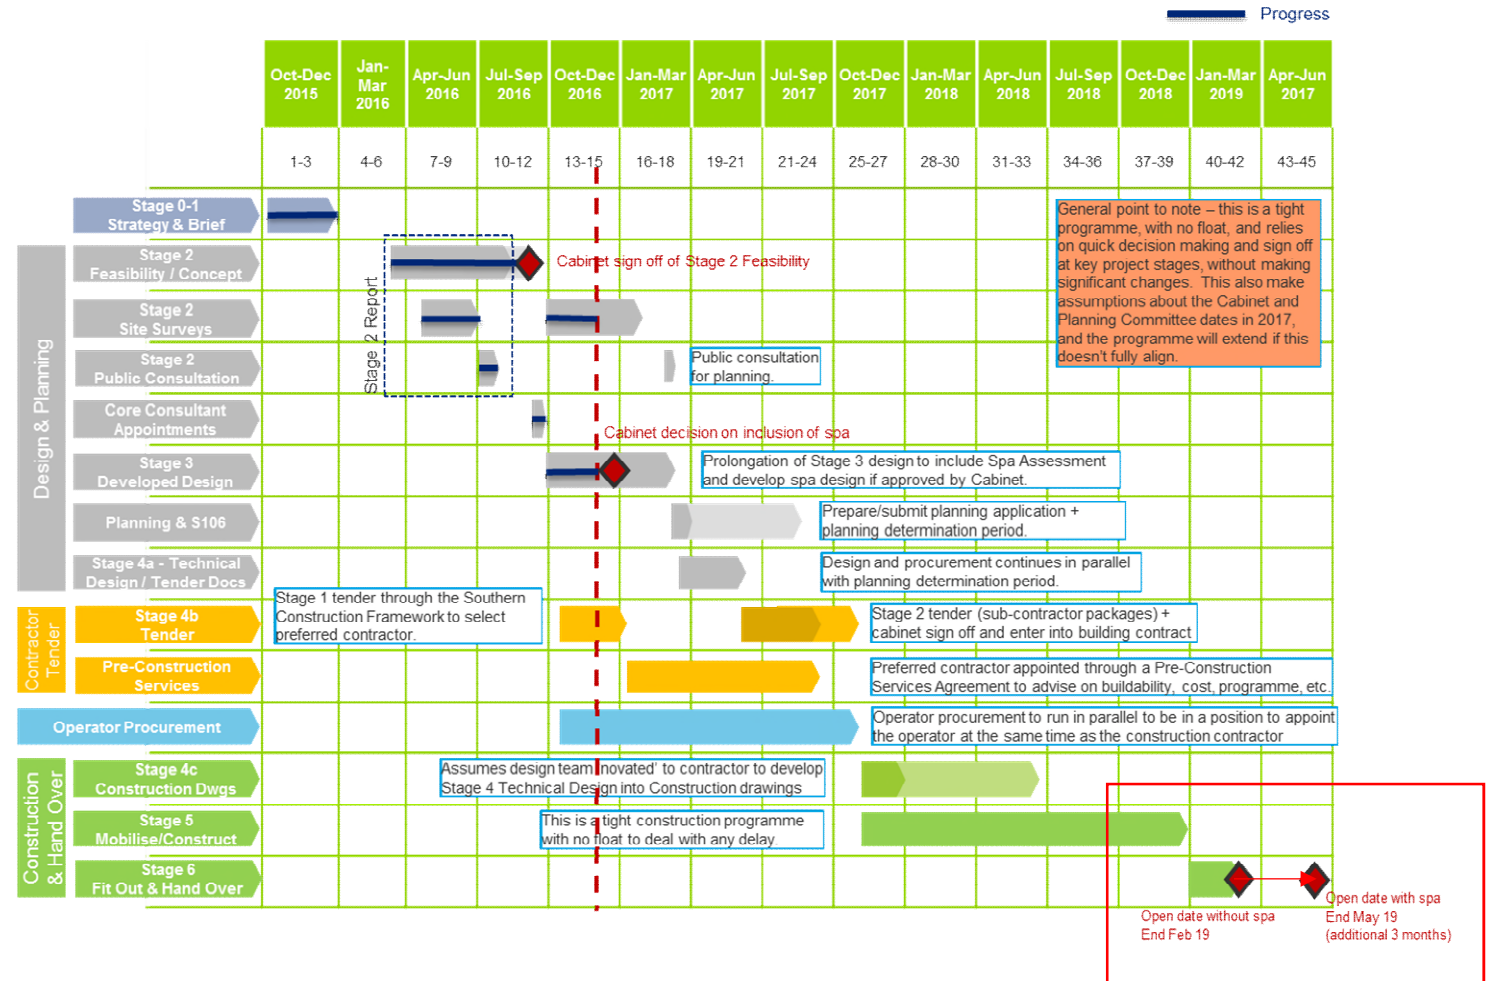 Progress
Oct-Dec
2015
Jan-
Mar
2016
Apr-Jun
2016
Jul-Sep
2016
Oct-Dec
2016
Jan-Mar
2017
Apr-Jun
2017
Jul-Sep
2017
Oct-Dec
2017
Jan-Mar
2018
Apr-Jun
2018
Jul-Sep
2018
Oct-Dec
2018
Jan-Mar
2019
Apr-Jun
2017
1-3
4-6
7-9
10-12
13-15
16-18
19-21
21-24
25-27
28-30
31-33
34-36
37-39
40-42
43-45
Stage 0-1
Strategy & Brief
General point to note – this is a tight
programme, with no float, and relies
on quick decision making and sign off
at key project stages, without making
significant changes. This also make
assumptions about the Cabinet and
Planning Committee dates in 2017,
and the programme will extend if this
doesn't fully align.
Design & Planning
Stage 2
Feasibility / Concept
Cabinet sign off of Stage 2 Feasibility
Stage 2 Report
Stage 2
Site Surveys
Stage 2
Public Consultation
Public consultation
for planning.
Core Consultant
Appointments
Cabinet decision on inclusion of spa
Stage 3
Developed Design
Prolongation of Stage 3 design to include Spa Assessment
and develop spa design if approved by Cabinet.
Planning & S106
Prepare/submit planning application +
planning determination period.
Stage 4a - Technical
Design / Tender Docs
Design and procurement continues in parallel
with planning determination period.
Contractor
Tender
Stage 4b
Tender
Stage 1 tender through the Southern
Construction Framework to select
preferred contractor.
Stage 2 tender (sub-contractor packages) +
cabinet sign off and enter into building contract
Pre-Construction
Services
Preferred contractor appointed through a Pre-Construction
Services Agreement to advise on buildability, cost, programme, etc.
Operator Procurement
Operator procurement to run in parallel to be in a position to appoint
the operator at the same time as the construction contractor
Construction
& Hand Over
Stage 4c
Construction Dwgs
Assumes design team novated' to contractor to develop
Stage 4 Technical Design into Construction drawings
Stage 5
Mobilise/Construct
This is a tight construction programme
with no float to deal with any delay.
Stage 6
Fit Out & Hand Over
Open date without spa
End Feb 19
Open date with spa
End May 19
(additional 3 months)